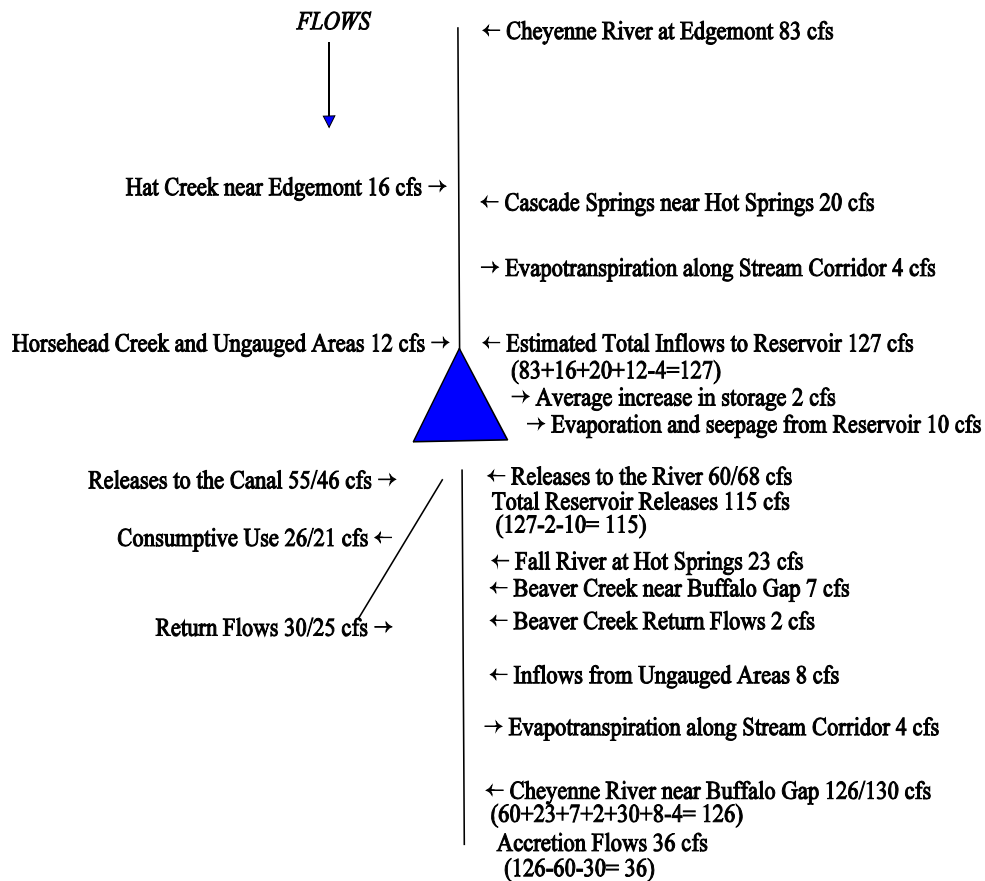 FLOWS
← Cheyenne River at Edgemont 83 cfs
Hat Creek near Edgemont 16 cfs →
← Cascade Springs near Hot Springs 20 cfs
→ Evapotranspiration along Stream Corridor 4 cfs
Horsehead Creek and Ungauged Areas 12 cfs →
← Estimated Total Inflows to Reservoir 127 cfs
(83+16+20+12-4=127)
→ Average increase in storage 2 cfs
→ Evaporation and seepage from Reservoir 10 cfs
Releases to the Canal 55/46 cfs →
← Releases to the River 60/68 cfs
Total Reservoir Releases 115 cfs
(127-2-10= 115)
Consumptive Use 26/21 cfs ←
← Fall River at Hot Springs 23 cfs
← Beaver Creek near Buffalo Gap 7 cfs
Return Flows 30/25 cfs →
← Beaver Creek Return Flows 2 cfs
← Inflows from Ungauged Areas 8 cfs
→ Evapotranspiration along Stream Corridor 4 cfs
← Cheyenne River near Buffalo Gap 126/130 cfs
(60+23+7+2+30+8-4= 126)
Accretion Flows 36 cfs
(126-60-30= 36)